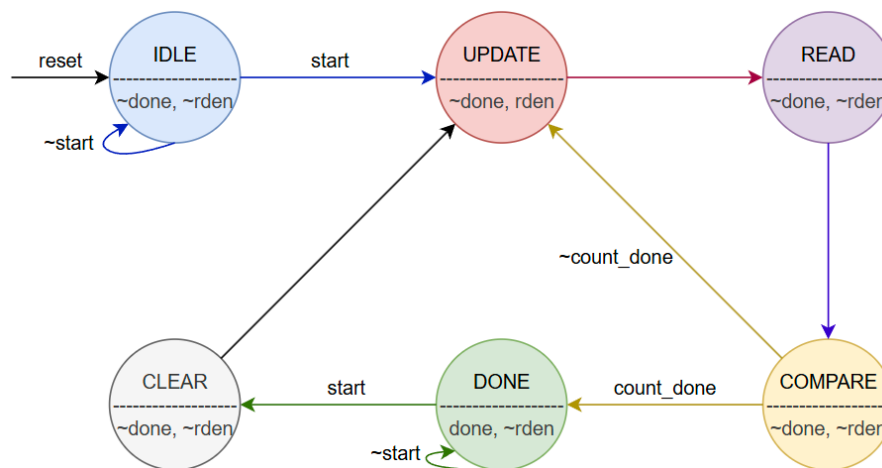 reset
IDLE
~done, ~rden
~start
start
UPDATE
~done, rden
READ
~done, ~rden
~count_done
CLEAR
~done, ~rden
start
DONE
done, ~rden
~start
count_done
COMPARE
~done, ~rden